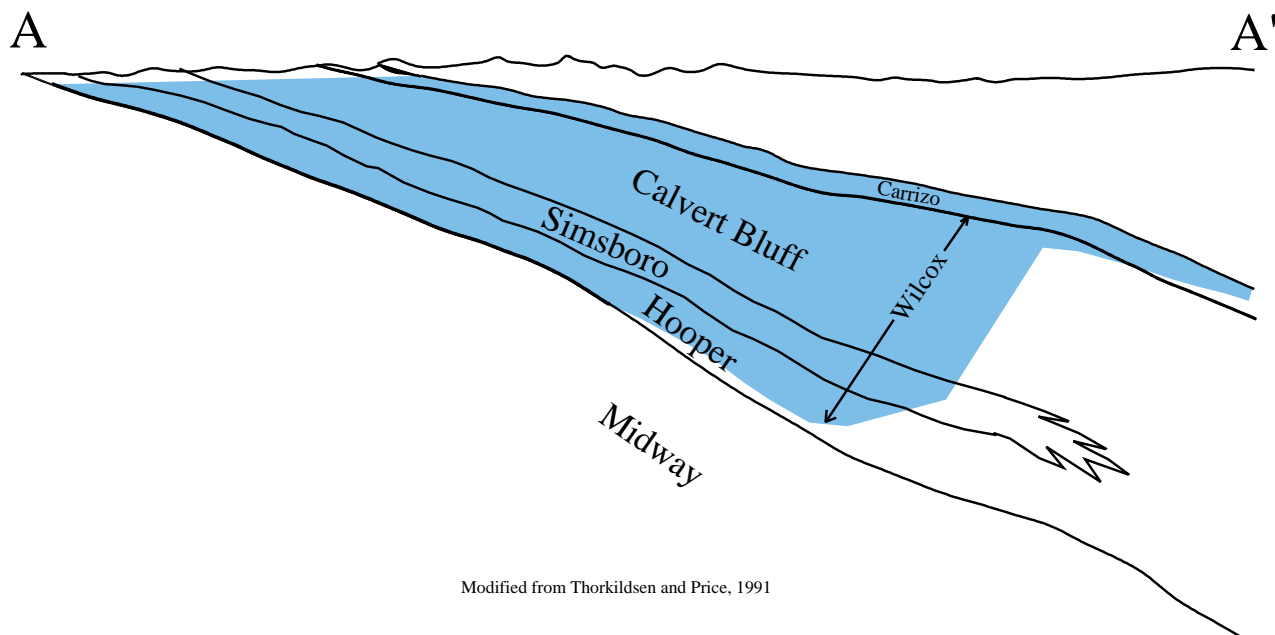 A
A'
Carrizo
Calvert Bluff
Simsboro
Wilcox
Hooper
Midway
Modified from Thorkildsen and Price, 1991